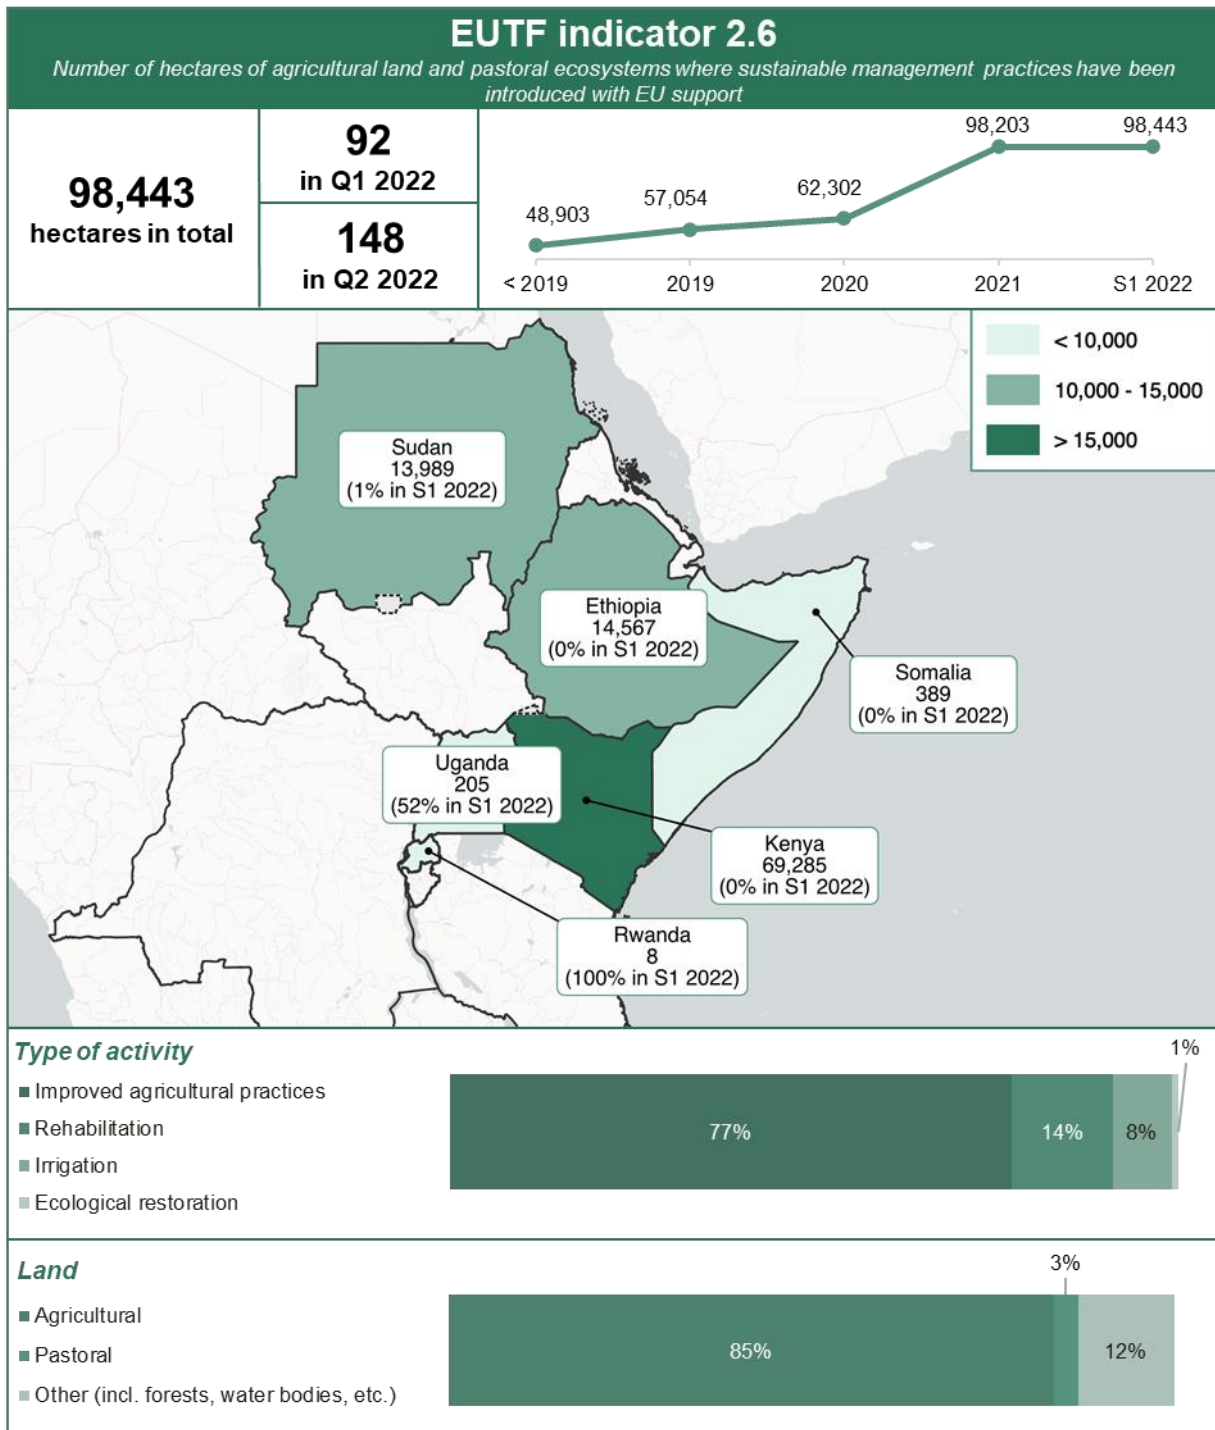 EUTF indicator 2.6
Number of hectares of agricultural land and pastoral ecosystems where sustainable management practices have been
introduced with EU support
98,443
hectares in total
92
in Q1 2022
148
in Q2 2022
48,903
57,054
62,302
98,203
98,443
< 2019
2019
2020
2021
S1 2022
< 10,000
10,000 - 15,000
> 15,000
Sudan
13,989
(1% in S1 2022)
Ethiopia
14,567
(0% in S1 2022)
Somalia
389
(0% in S1 2022)
Uganda
205
(52% in S1 2022)
Kenya
69,285
(0% in S1 2022)
Rwanda
8
(100% in S1 2022)
Type of activity
Improved agricultural practices
Rehabilitation
Irrigation
Ecological restoration
77%
14%
8%
1%
Land
Agricultural
Pastoral
Other (incl. forests, water bodies, etc.)
85%
3%
12%